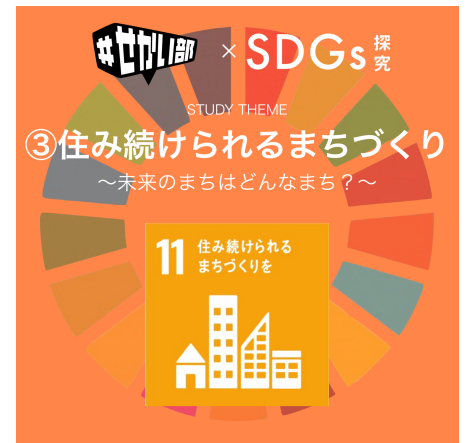 #せかい部 × SDGs 探究
STUDY THEME
③住み続けられるまちづくり
〜未来のまちはどんなまち？〜
11 住み続けられる
まちづくりを